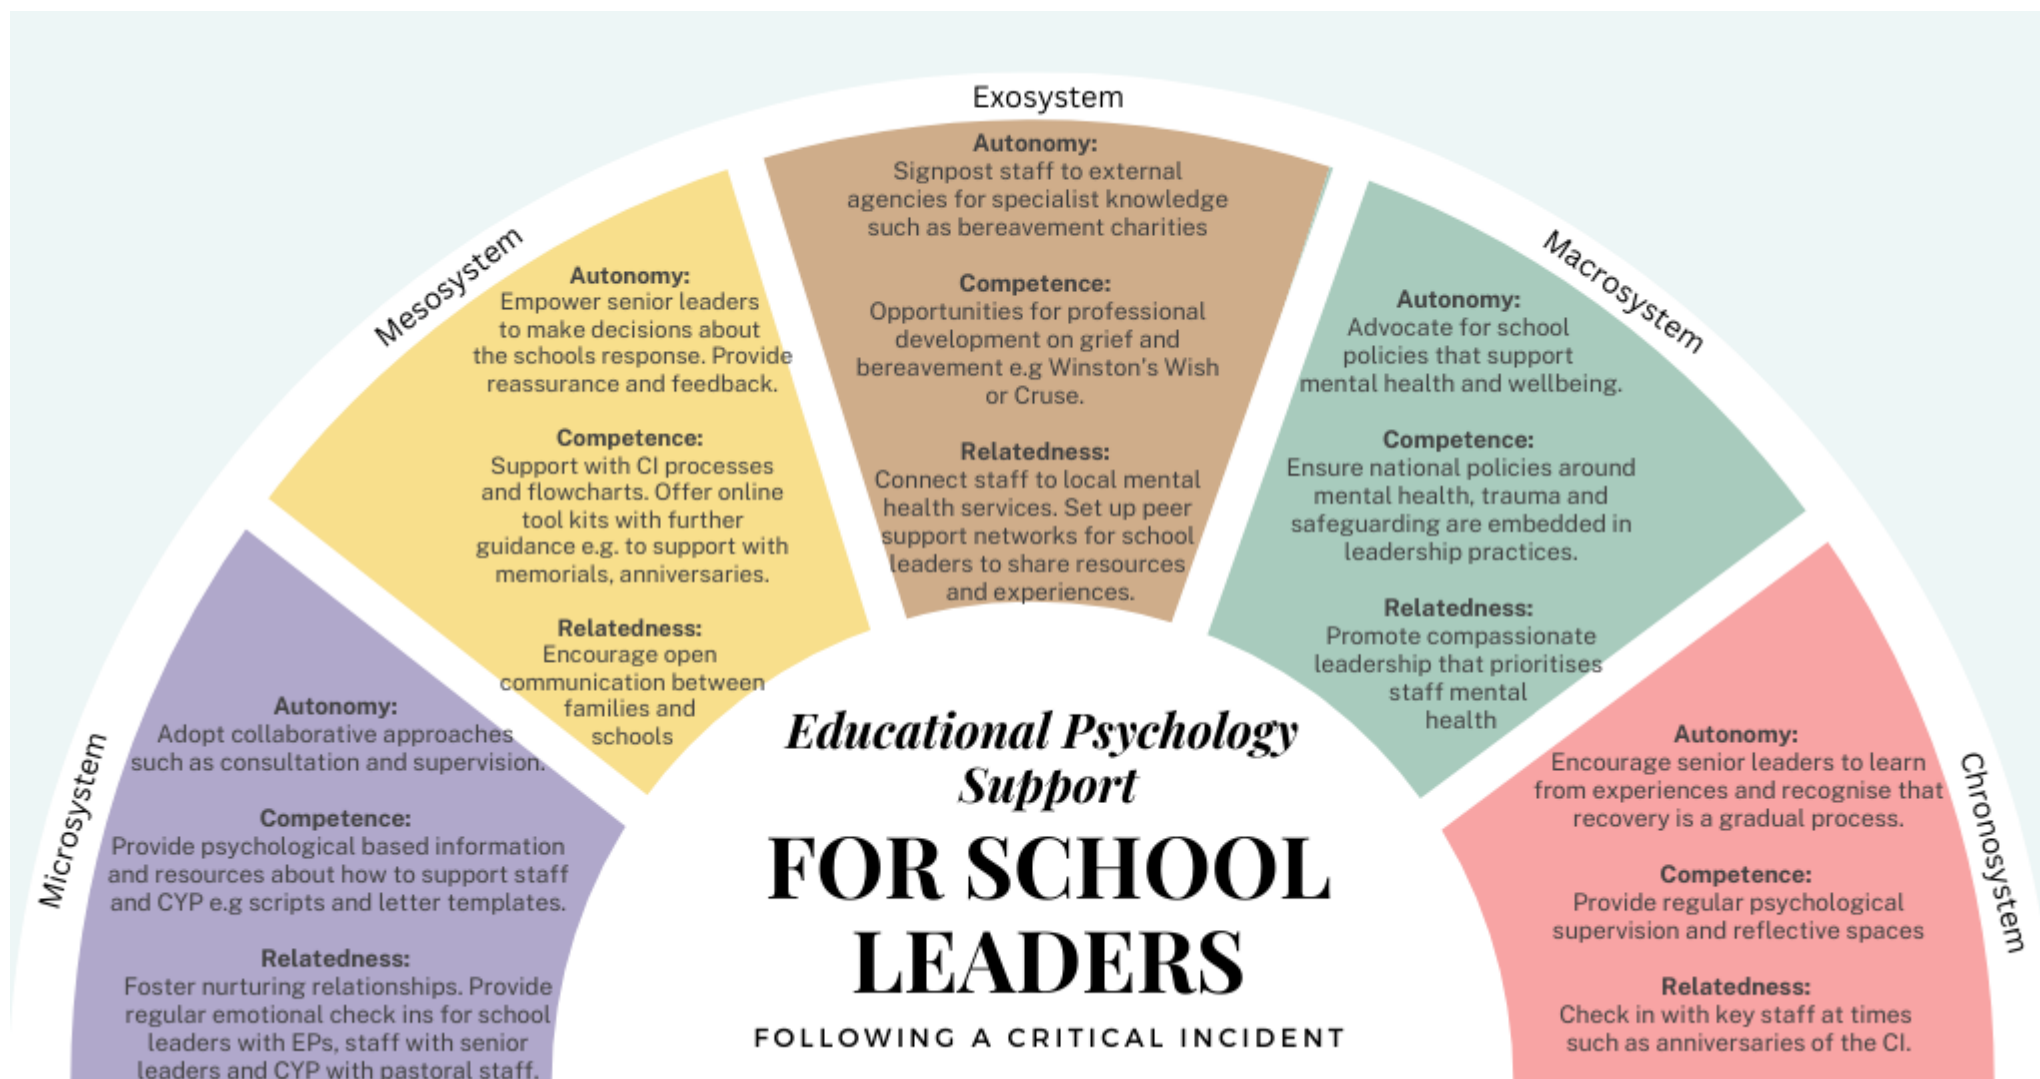 Exosystem
Autonomy:
Signpost staff to external
agencies for specialist knowledge
such as bereavement charities
Competence:
Opportunities for professional
development on grief and
bereavement e.g Winston's Wish
or Cruse.
Relatedness:
Connect staff to local mental
health services. Set up peer
support networks for school
leaders to share resources
and experiences.
Mesosystem
Autonomy:
Empower senior leaders
to make decisions about
the schools response. Provide
reassurance and feedback.
Competence:
Support with CI processes
and flowcharts. Offer online
tool kits with further
guidance e.g. to support with
memorials, anniversaries.
Relatedness:
Encourage open
communication between
families and
schools
Macrosystem
Autonomy:
Advocate for school
policies that support
mental health and wellbeing.
Competence:
Ensure national policies around
mental health, trauma and
safeguarding are embedded in
leadership practices.
Relatedness:
Promote compassionate
leadership that prioritises
staff mental
health
Microsystem
Autonomy:
Adopt collaborative approaches
such as consultation and supervision.
Competence:
Provide psychological based information
and resources about how to support staff
and CYP e.g scripts and letter templates.
Relatedness:
Foster nurturing relationships. Provide
regular emotional check ins for school
leaders with EPs, staff with senior
leaders and CYP with pastoral staff.
Educational Psychology
Support
FOR SCHOOL
LEADERS
FOLLOWING A CRITICAL INCIDENT
Chronosystem
Autonomy:
Encourage senior leaders to learn
from experiences and recognise that
recovery is a gradual process.
Competence:
Provide regular psychological
supervision and reflective spaces
Relatedness:
Check in with key staff at times
such as anniversaries of the CI.